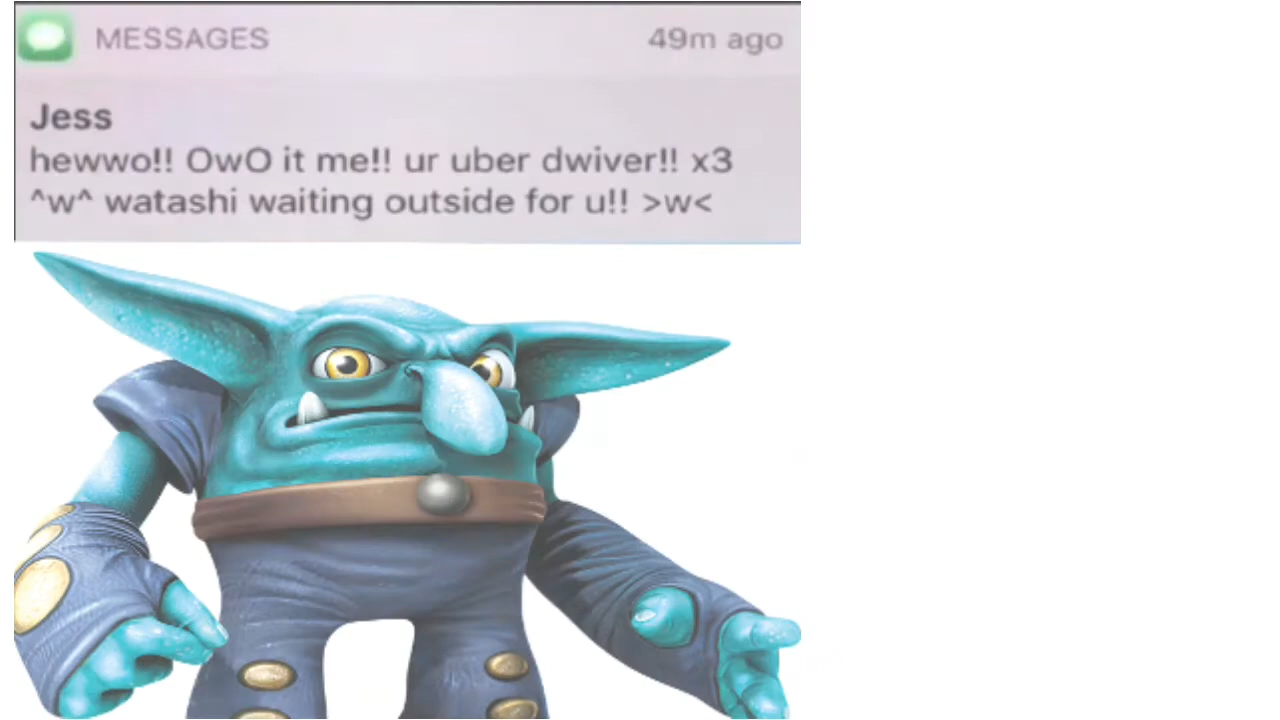 MESSAGES 49m ago
Jess
hewwo!! OwO it me!! ur uber dwiver!! x3
^w^ watashi waiting outside for u!! >w<